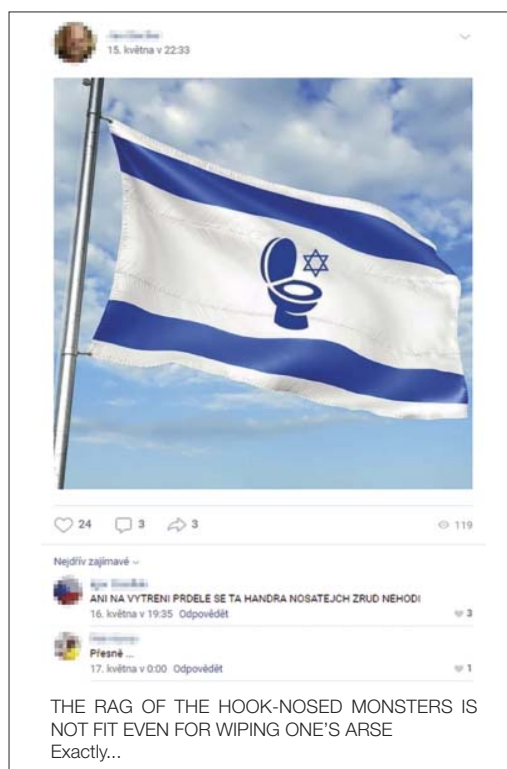 15. května v 22:33
24 3 3 119
Nejdřív zajímavé
ANI NA VYTRENI PRDELE SE TA HANDRA NOSATEJCH ZRUD NEHODI
16. května v 19:35 Odpovědět 3
Přesně ...
17. května v 0:00 Odpovědět 1
THE RAG OF THE HOOK-NOSED MONSTERS IS
NOT FIT EVEN FOR WIPING ONE'S ARSE
Exactly...